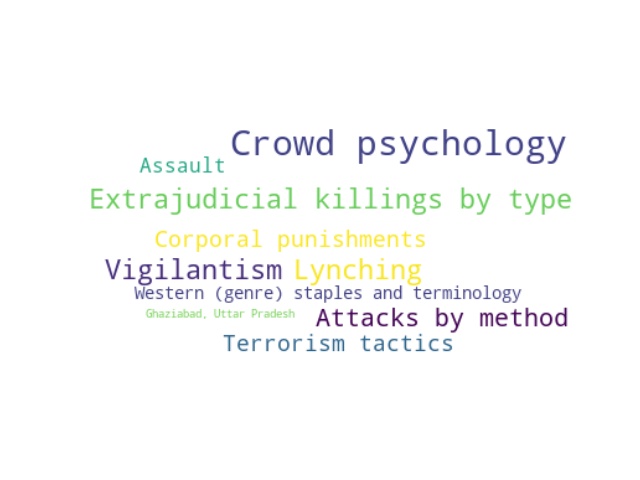 Crowd psychology
Assault
Extrajudicial killings by type
Corporal punishments
Vigilantism Lynching
Western (genre) staples and terminology
Ghaziabad, Uttar Pradesh
Attacks by method
Terrorism tactics